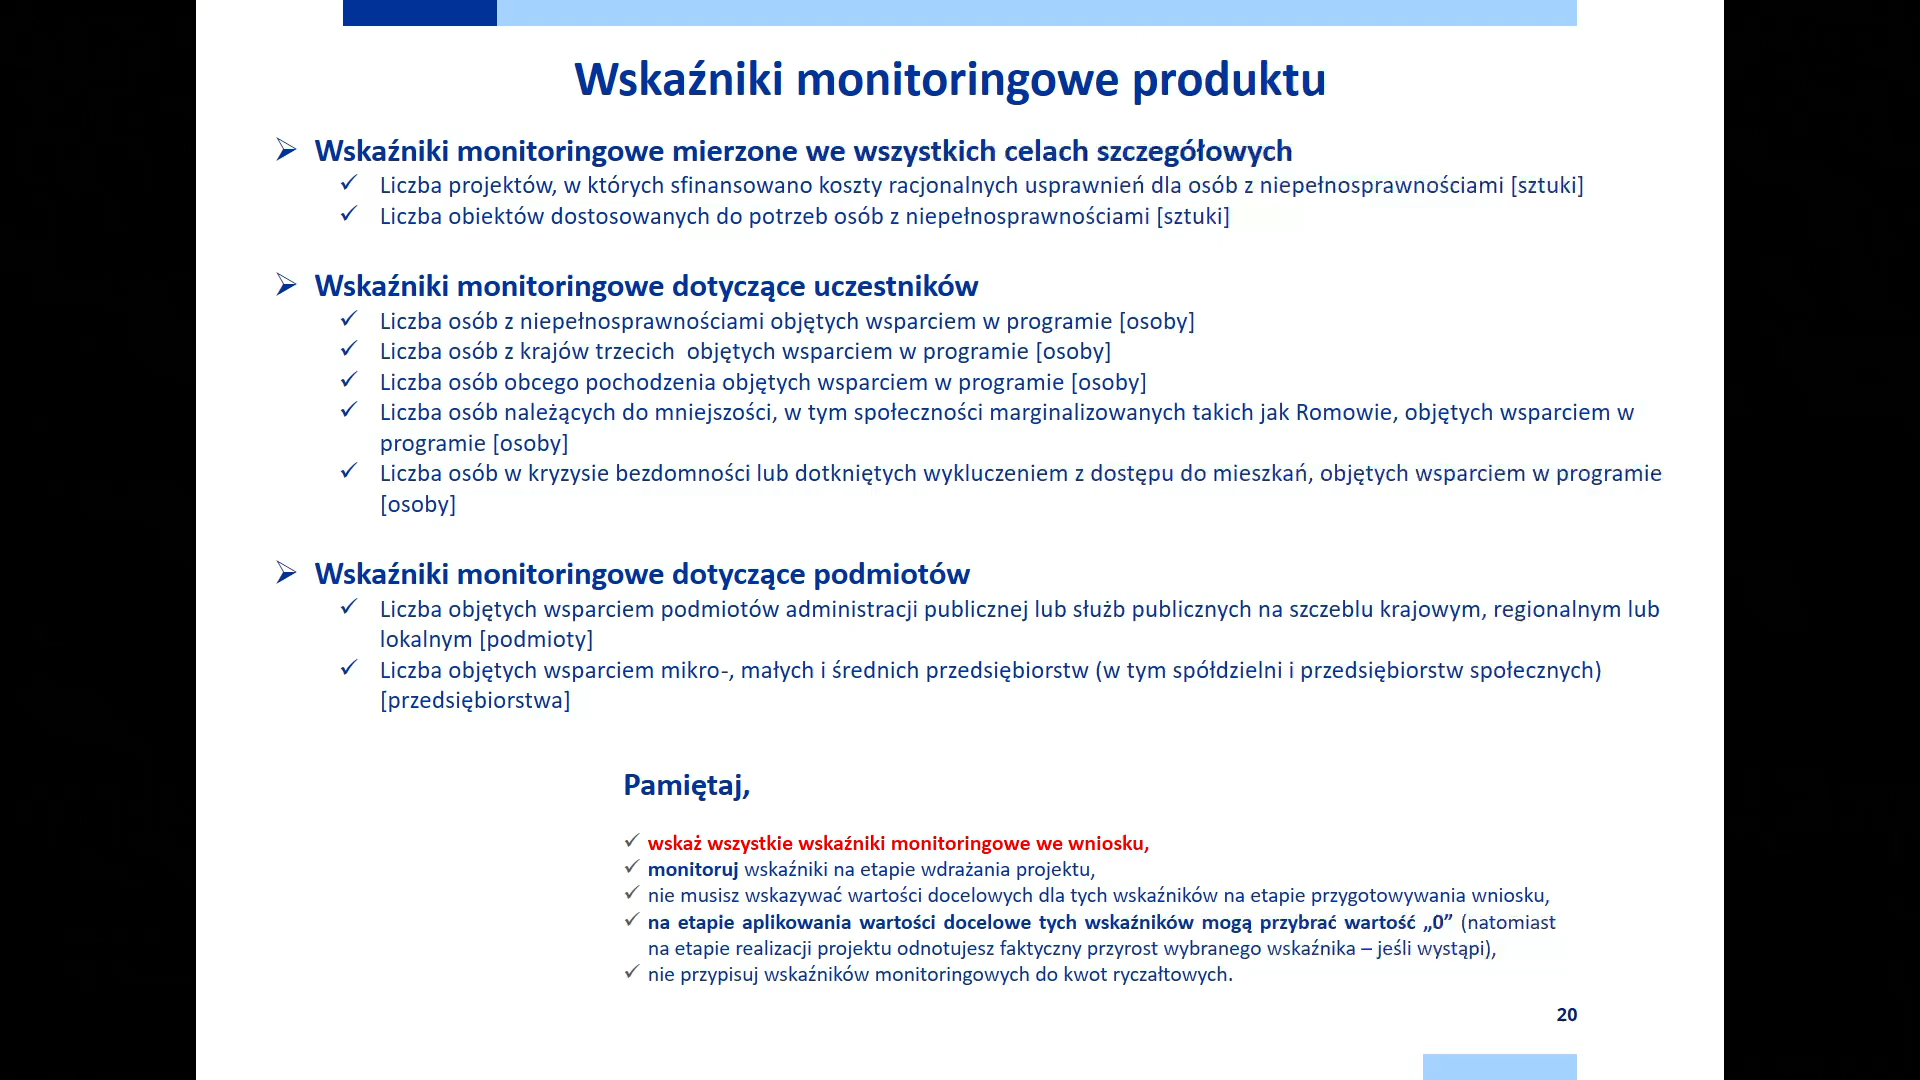 Wskaźniki monitoringowe produktu
➢ Wskaźniki monitoringowe mierzone we wszystkich celach szczegółowych
✓ Liczba projektów, w których sfinansowano koszty racjonalnych usprawnień dla osób z niepełnosprawnościami [sztuki]
✓ Liczba obiektów dostosowanych do potrzeb osób z niepełnosprawnościami [sztuki]
➢ Wskaźniki monitoringowe dotyczące uczestników
✓ Liczba osób z niepełnosprawnościami objętych wsparciem w programie [osoby]
✓ Liczba osób z krajów trzecich  objętych wsparciem w programie [osoby]
✓ Liczba osób obcego pochodzenia objętych wsparciem w programie [osoby]
✓ Liczba osób należących do mniejszości, w tym społeczności marginalizowanych takich jak Romowie, objętych wsparciem w
programie [osoby]
✓ Liczba osób w kryzysie bezdomności lub dotkniętych wykluczeniem z dostępu do mieszkań, objętych wsparciem w programie
[osoby]
➢ Wskaźniki monitoringowe dotyczące podmiotów
✓ Liczba objętych wsparciem podmiotów administracji publicznej lub służb publicznych na szczeblu krajowym, regionalnym lub
lokalnym [podmioty]
✓ Liczba objętych wsparciem mikro-, małych i średnich przedsiębiorstw (w tym spółdzielni i przedsiębiorstw społecznych)
[przedsiębiorstwa]
Pamiętaj,
✓ wskaż wszystkie wskaźniki monitoringowe we wniosku,
✓ monitoruj wskaźniki na etapie wdrażania projektu,
✓ nie musisz wskazywać wartości docelowych dla tych wskaźników na etapie przygotowywania wniosku,
✓ na etapie aplikowania wartości docelowe tych wskaźników mogą przybrać wartość „0” (natomiast
na etapie realizacji projektu odnotujesz faktyczny przyrost wybranego wskaźnika – jeśli wystąpi),
✓ nie przypisuj wskaźników monitoringowych do kwot ryczałtowych.
20